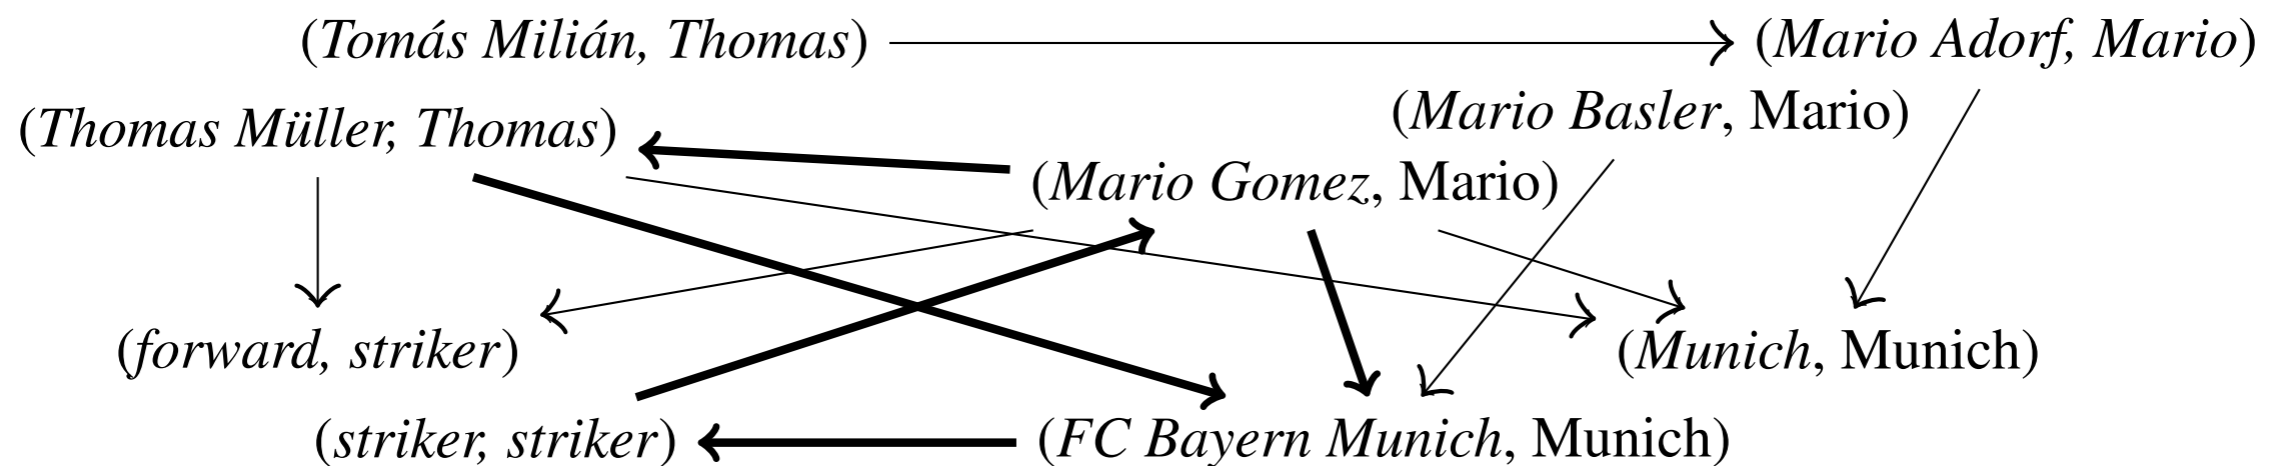 (Tomás Milián, Thomas) (Mario Adorf, Mario)
(Mario Basler, Mario)
(Thomas Müller, Thomas)
(Mario Gomez, Mario)
(forward, striker) (Munich, Munich)
(striker, striker) (FC Bayern Munich, Munich)